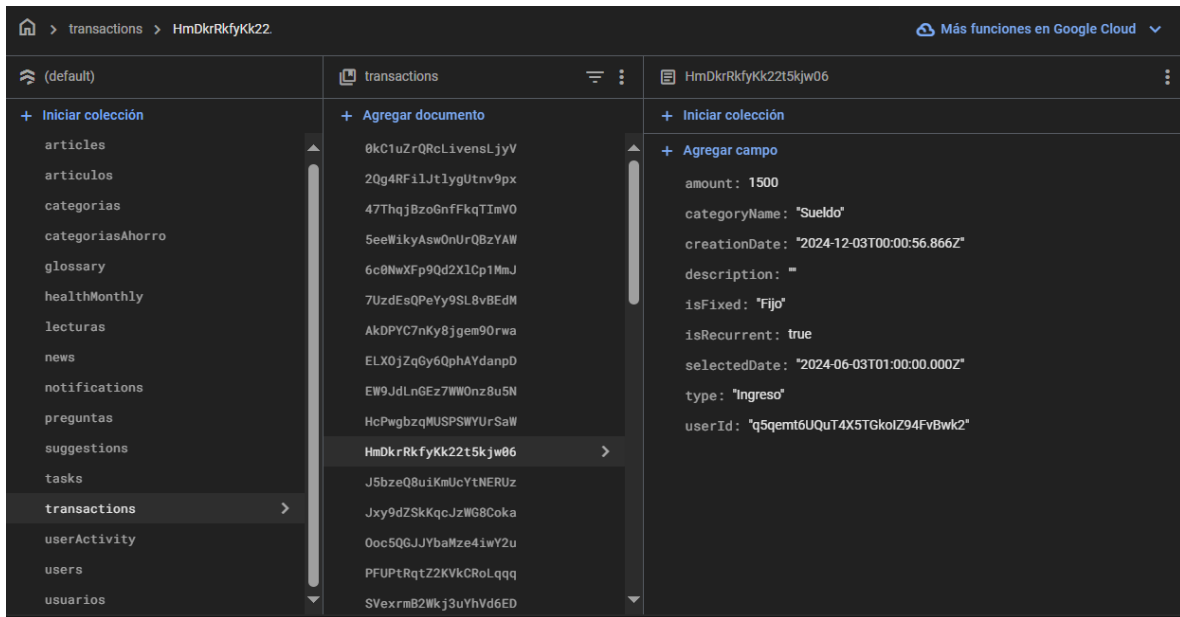 transactions > HmDkrRkfyKk22.
Más funciones en Google Cloud
(default)
Iniciar colección
articles
articulos
categorias
categoriasAhorro
glossary
healthMonthly
lecturas
news
notifications
preguntas
suggestions
tasks
transactions
userActivity
users
usuarios
transactions
Agregar documento
0kC1uZrQRcLivensLjyV
2Qg4RFilJtlygUtnv9px
47ThqjBzoGnfFkqTImVO
5eeWikyAswOnUrQBzYAW
6c0NwXFp9Qd2XlCp1MmJ
7UzdEsQPeYy9SL8vBEdM
AkDPYC7nKy8jgem9Orwa
ELXOjZqGy6QphAYdanpD
EW9JdLnGEz7WWOnz8u5N
HcPwgbzqMUSPSWYUrSaW
HmDkrRkfyKk22t5kjw06
J5bzeQ8uiKmUcYtNERUz
Jxy9dZSkKqcJzWG8Coka
Ooc5QGJJYbaMze4iwY2u
PFUPtRqtZ2KVkCRoLqqq
SVexrmB2Wkj3uYhVd6ED
HmDkrRkfyKk22t5kjw06
Iniciar colección
Agregar campo
amount: 1500
categoryName: "Sueldo"
creationDate: "2024-12-03T00:00:56.866Z"
description: ""
isFixed: "Fijo"
isRecurrent: true
selectedDate: "2024-06-03T01:00:00.000Z"
type: "Ingreso"
userId: "q5qemt6UQuT4X5TGkoIZ94FvBwk2"